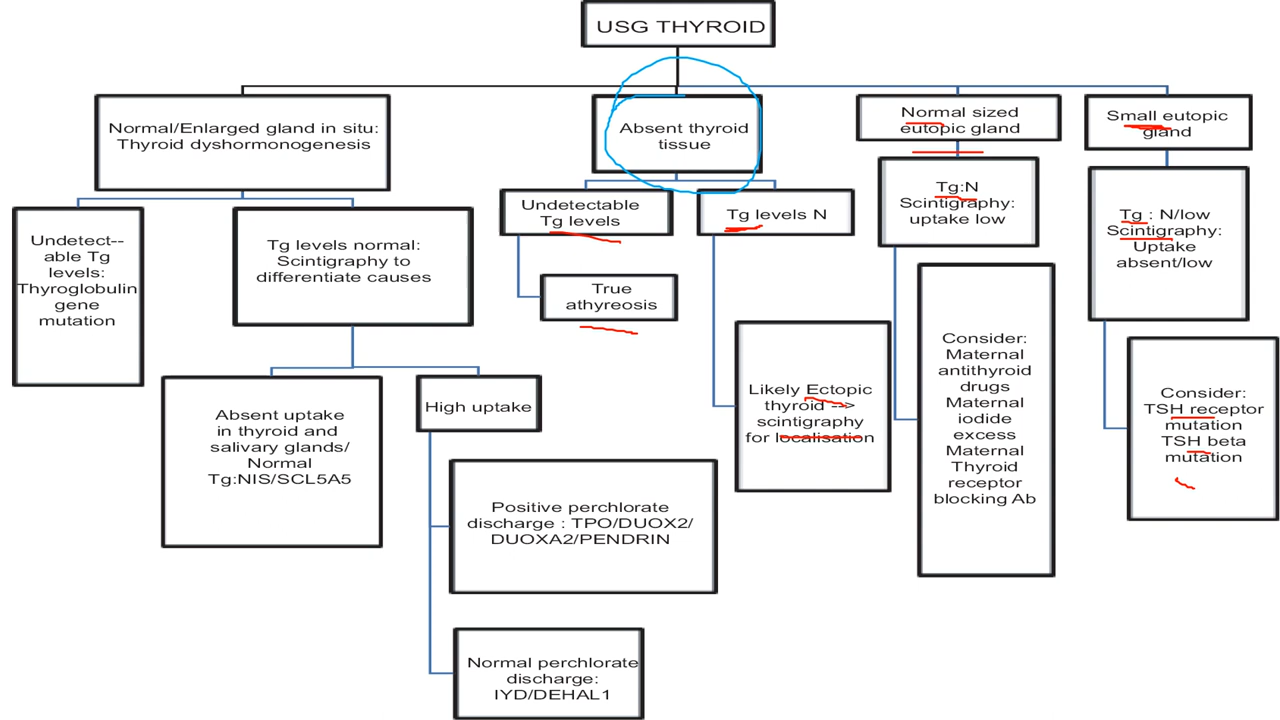 USG THYROID
Normal/Enlarged gland in situ:
Thyroid dyshormonogenesis
Absent thyroid
tissue
Normal sized
eutopic gland
Small eutopic
gland
Undetect--
able Tg
levels:
Thyroglobulin
gene
mutation
Tg levels normal:
Scintigraphy to
differentiate causes
Undetectable
Tg levels
Tg levels N
Tg:N
Scintigraphy:
uptake low
Tg : N/low
Scintigraphy:
Uptake
absent/low
True
athyreosis
Absent uptake
in thyroid and
salivary glands/
Normal
Tg:NIS/SCL5A5
High uptake
Likely Ectopic
thyroid -->
scintigraphy
for localisation
Consider:
Maternal
antithyroid
drugs
Maternal
iodide
excess
Maternal
Thyroid
receptor
blocking Ab
Consider:
TSH receptor
mutation
TSH beta
mutation
Positive perchlorate
discharge : TPO/DUOX2/
DUOXA2/PENDRIN
Normal perchlorate
discharge:
IYD/DEHAL1